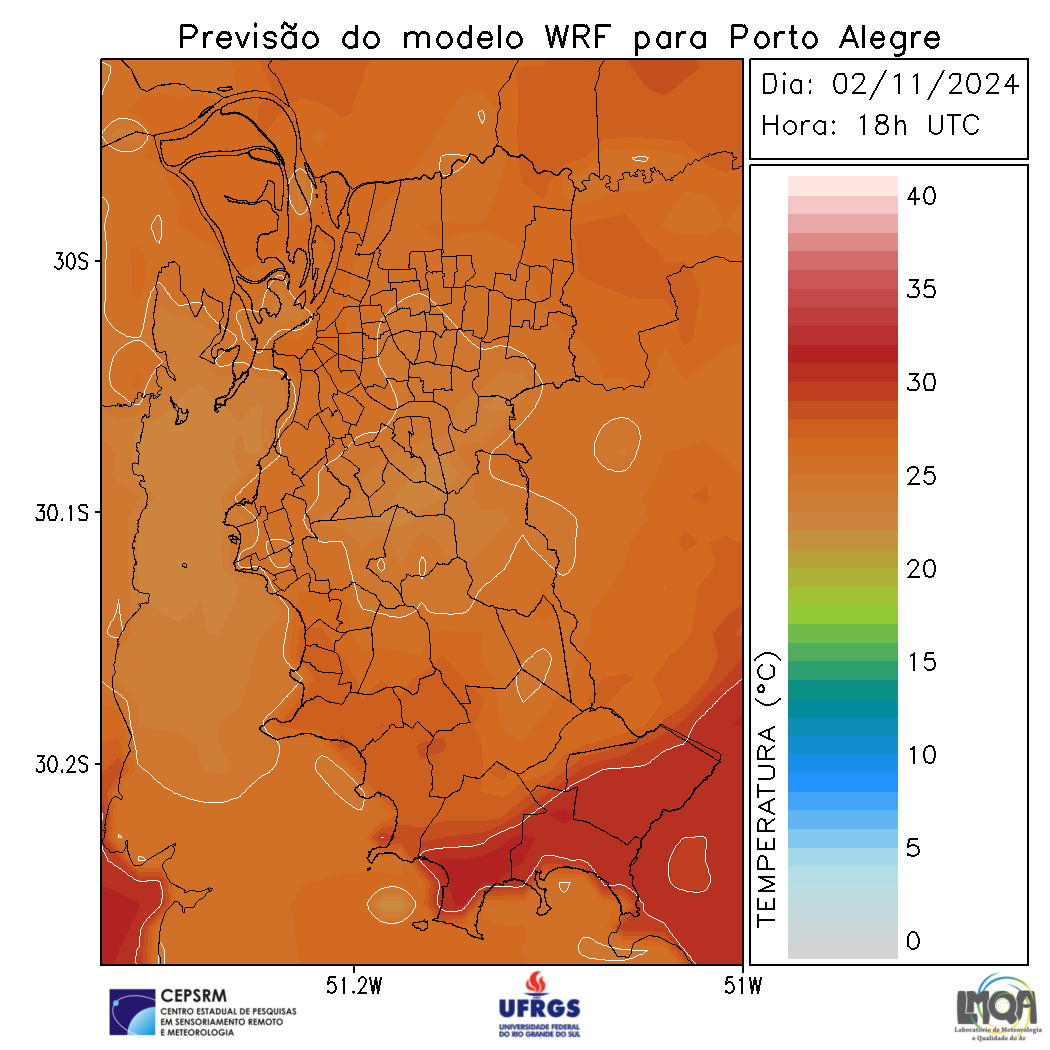 Previsão do modelo WRF para Porto Alegre
Dia: 02/11/2024
Hora: 18h UTC
30S
30.1S
30.2S
51.2W
51W
TEMPERATURA (°C)
40
35
30
25
20
15
10
5
0
CEPSRM
CENTRO ESTADUAL DE PESQUISAS
EM SENSORIAMENTO REMOTO
E METEOROLOGIA
UFRGS
UNIVERSIDADE FEDERAL
DO RIO GRANDE DO SUL
LMQA
Laboratório de Meteorologia
e Qualidade do Ar